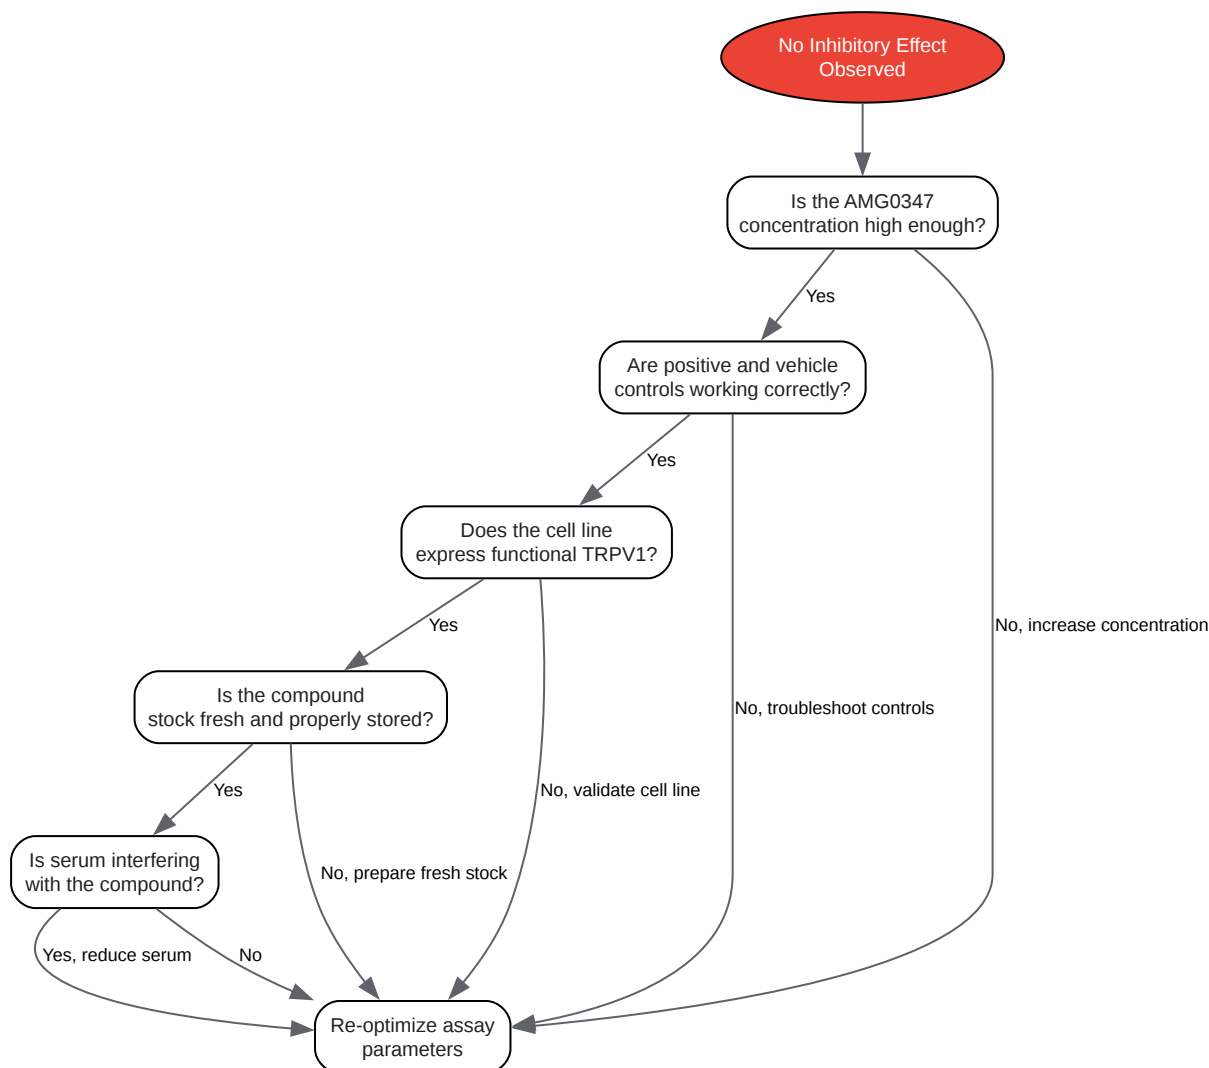 No Inhibitory Effect
Observed
Is the AMG0347
concentration high enough?
Yes
Are positive and vehicle
controls working correctly?
Yes
Does the cell line
express functional TRPV1?
No, increase concentration
Yes
Is the compound
stock fresh and properly stored?
No, troubleshoot controls
Yes
No, validate cell line
Is serum interfering
with the compound?
No, prepare fresh stock
Yes, reduce serum
No
Re-optimize assay
parameters